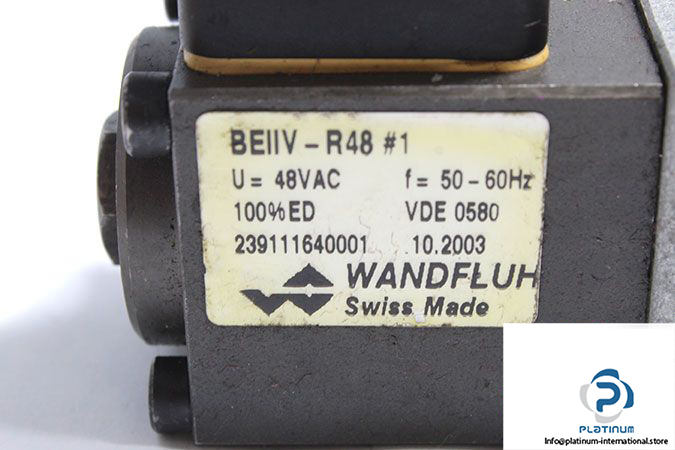 BEIIV-R48 #1
U= 48VAC f= 50-60Hz
100%ED VDE 0580
239111640001 .10.2003
WANDFLUH
Swiss Made
PLATINUM
Info@platinum-international.store